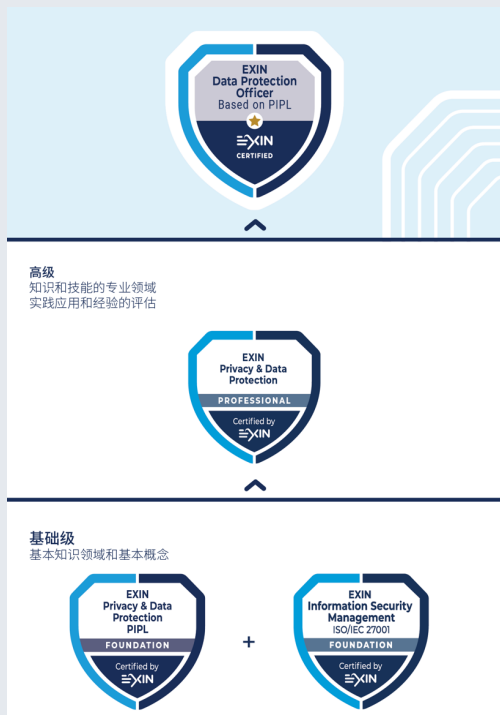 EXIN
Data Protection
Officer
Based on PIPL
EXIN
CERTIFIED
高级
知识和技能的专业领域
实践应用和经验的评估
EXIN
Privacy & Data
Protection
PROFESSIONAL
Certified by
EXIN
基础级
基本知识领域和基本概念
EXIN
Privacy & Data
Protection
PIPL
FOUNDATION
Certified by
EXIN
+
EXIN
Information Security
Management
ISO/IEC 27001
FOUNDATION
Certified by
EXIN